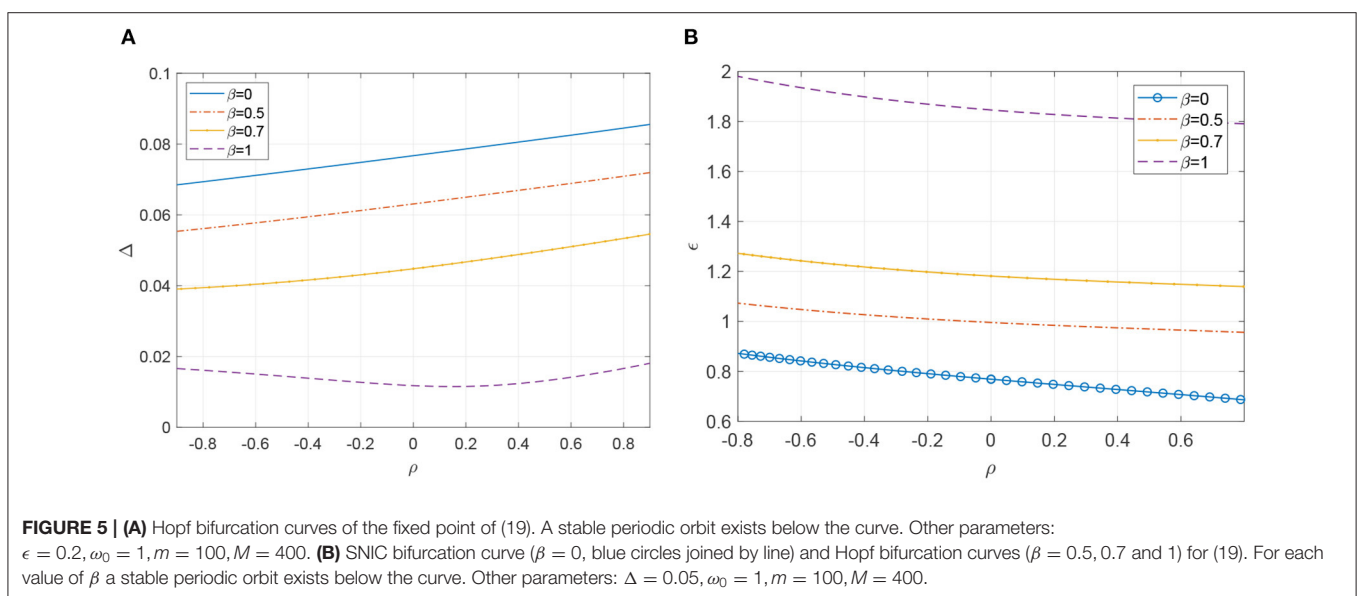 A
0.1
0.08
0.06
0.04
0.02
0
-0.8 -0.6 -0.4 -0.2 0 0.2 0.4 0.6 0.8
Δ
ρ
β=0
β=0.5
β=0.7
β=1
B
2
1.8
1.6
1.4
1.2
1
0.8
0.6
-0.8 -0.6 -0.4 -0.2 0 0.2 0.4 0.6
ϵ
ρ
β=0
β=0.5
β=0.7
β=1
FIGURE 5 | (A) Hopf bifurcation curves of the fixed point of (19). A stable periodic orbit exists below the curve. Other parameters:
ϵ = 0.2, ω₀ = 1, m = 100, M = 400. (B) SNIC bifurcation curve (β = 0, blue circles joined by line) and Hopf bifurcation curves (β = 0.5, 0.7 and 1) for (19). For each
value of β a stable periodic orbit exists below the curve. Other parameters: Δ = 0.05, ω₀ = 1, m = 100, M = 400.